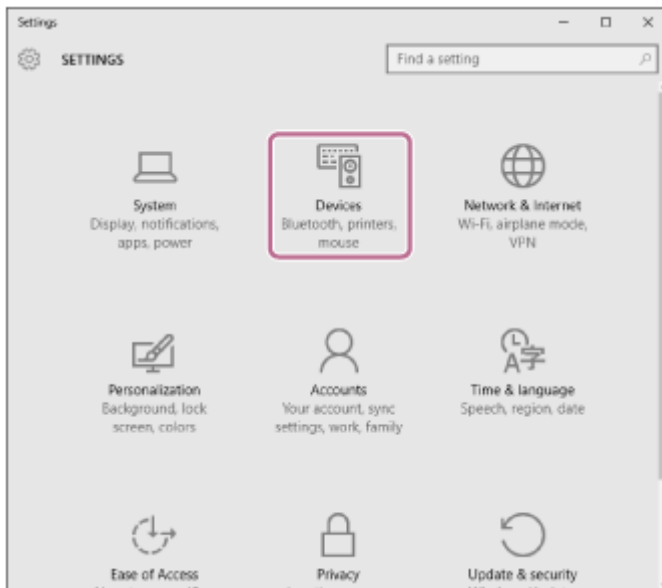 Settings
SETTINGS
Find a setting
System
Display, notifications,
apps, power
Devices
Bluetooth, printers,
mouse
Network & Internet
Wi-Fi, airplane mode,
VPN
Personalization
Background, lock
screen, colors
Accounts
Your account, sync
settings, work, family
A字
Time & language
Speech, region, date
Ease of Access
Privacy
Update & security